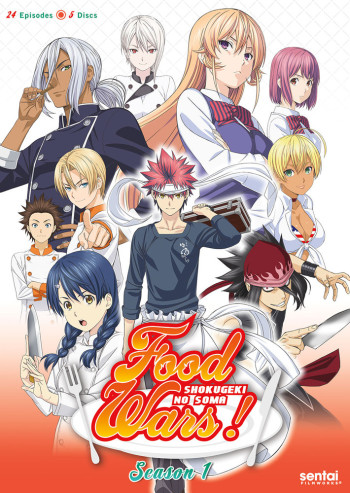 24 Episodes 5 Discs
Food
SHOKUGEKI
NO SOMA
Wars!
Season 1
sentai
FILMWORKS®